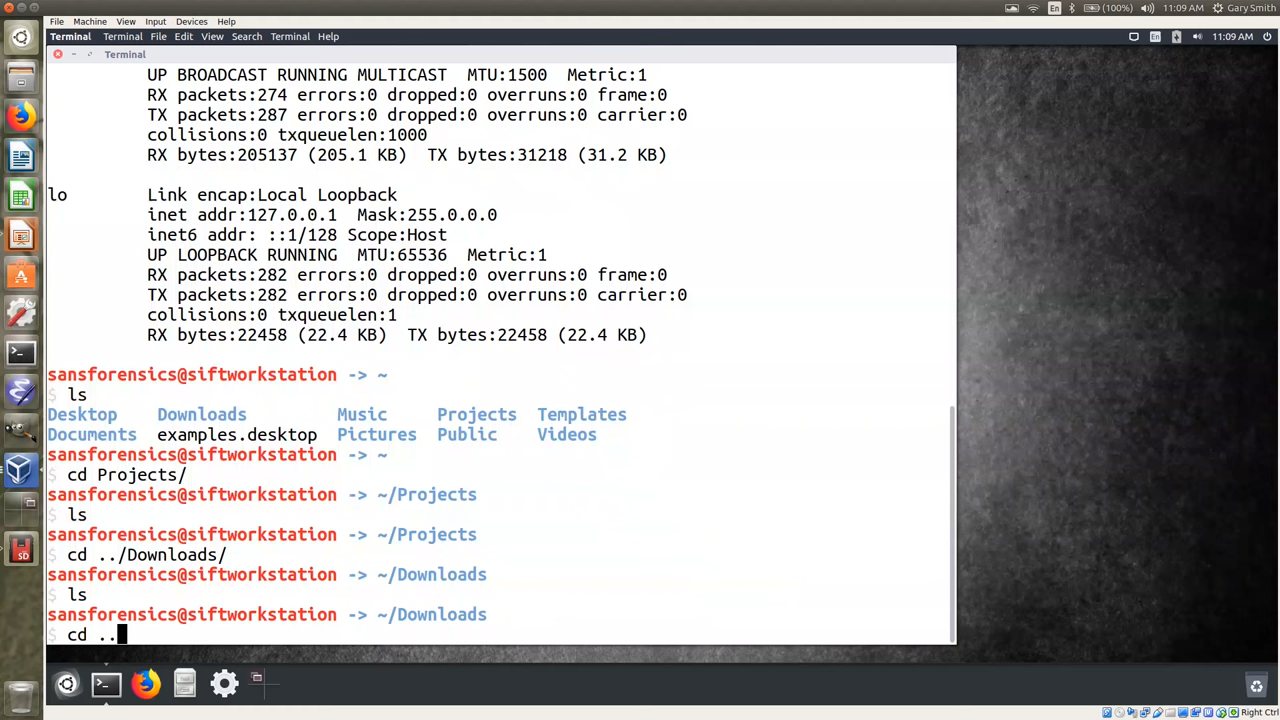 En (100%) 11:09 AM Gary Smith
File Machine View Input Devices Help
Terminal Terminal File Edit View Search Terminal Help En 11:09 AM
Terminal
UP BROADCAST RUNNING MULTICAST MTU:1500 Metric:1
RX packets:274 errors:0 dropped:0 overruns:0 frame:0
TX packets:287 errors:0 dropped:0 overruns:0 carrier:0
collisions:0 txqueuelen:1000
RX bytes:205137 (205.1 KB) TX bytes:31218 (31.2 KB)
lo Link encap:Local Loopback
inet addr:127.0.0.1 Mask:255.0.0.0
inet6 addr: ::1/128 Scope:Host
UP LOOPBACK RUNNING MTU:65536 Metric:1
RX packets:282 errors:0 dropped:0 overruns:0 frame:0
TX packets:282 errors:0 dropped:0 overruns:0 carrier:0
collisions:0 txqueuelen:1
RX bytes:22458 (22.4 KB) TX bytes:22458 (22.4 KB)
sansforensics@siftworkstation -> ~
$ ls
Desktop Downloads Music Projects Templates
Documents examples.desktop Pictures Public Videos
sansforensics@siftworkstation -> ~
$ cd Projects/
sansforensics@siftworkstation -> ~/Projects
$ ls
sansforensics@siftworkstation -> ~/Projects
$ cd ../Downloads/
sansforensics@siftworkstation -> ~/Downloads
$ ls
sansforensics@siftworkstation -> ~/Downloads
$ cd ..
SD
Right Ctrl